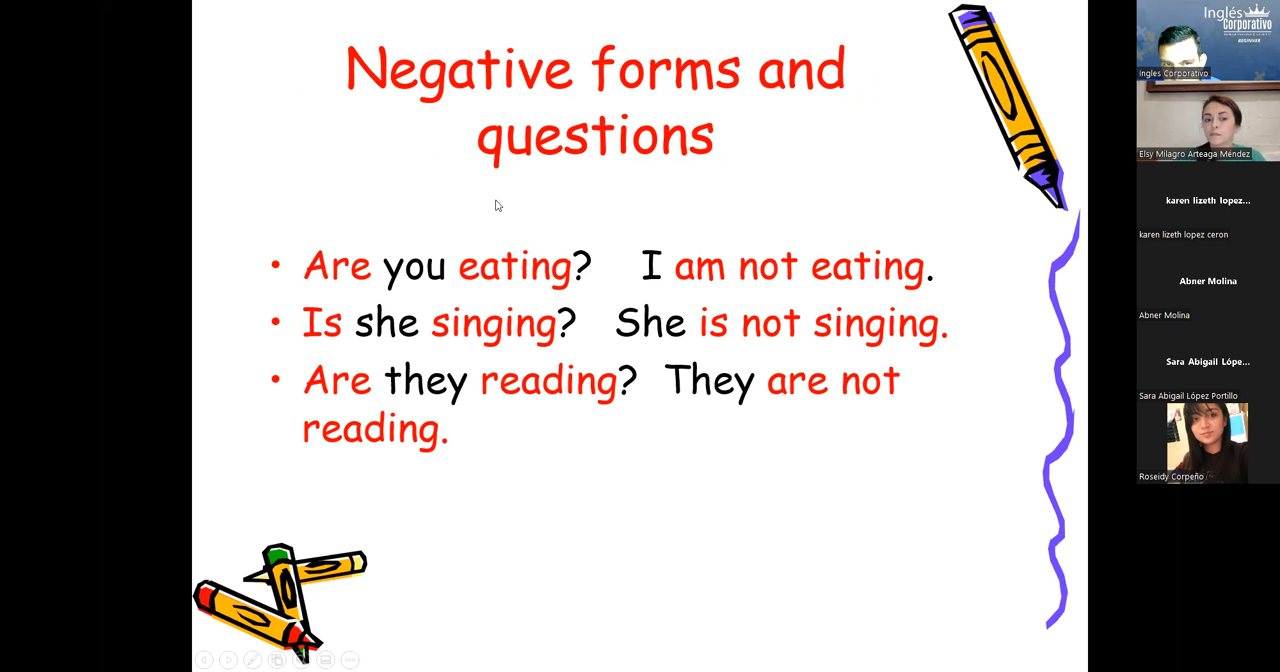 Negative forms and
questions
• Are you eating? I am not eating.
• Is she singing? She is not singing.
• Are they reading? They are not
reading.
Inglés
Corporativo
BEGINNER
Ingles Corporativo
Elsy Milagro Arteaga Méndez
karen lizeth lopez...
karen lizeth lopez ceron
Abner Molina
Abner Molina
Sara Abigail Lópe...
Sara Abigail López Portillo
Roseidy Corpeño